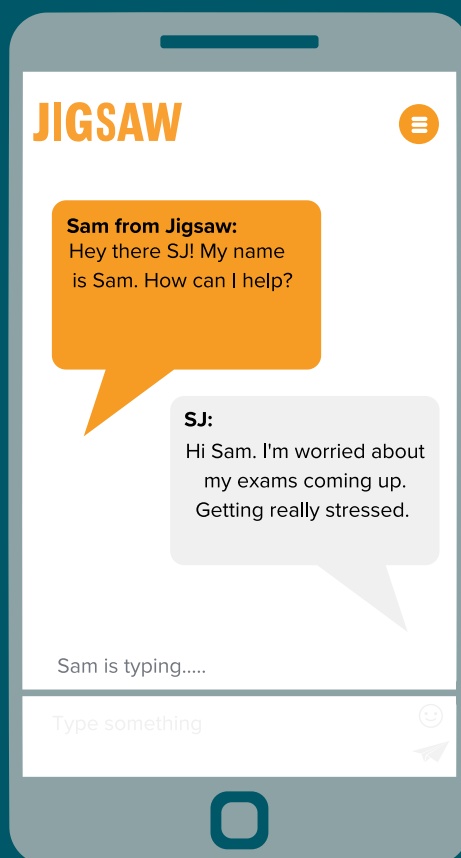 JIGSAW
Sam from Jigsaw:
Hey there SJ! My name
is Sam. How can I help?
SJ:
Hi Sam. I'm worried about
my exams coming up.
Getting really stressed.
Sam is typing.....
Type something